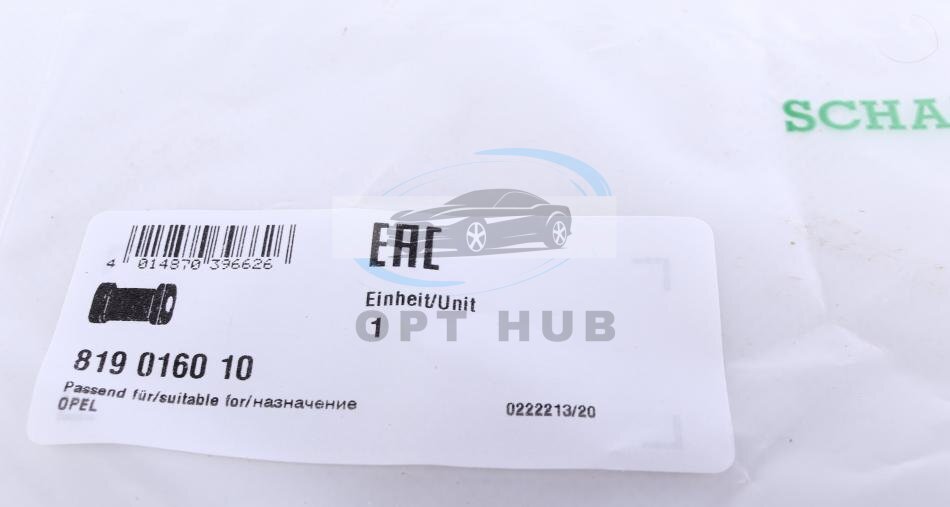 SCHA
4 014870 396626
EAC
Einheit/Unit
1
OPT HUB
819 0160 10
Passend für/suitable for/назначение
OPEL
0222213/20